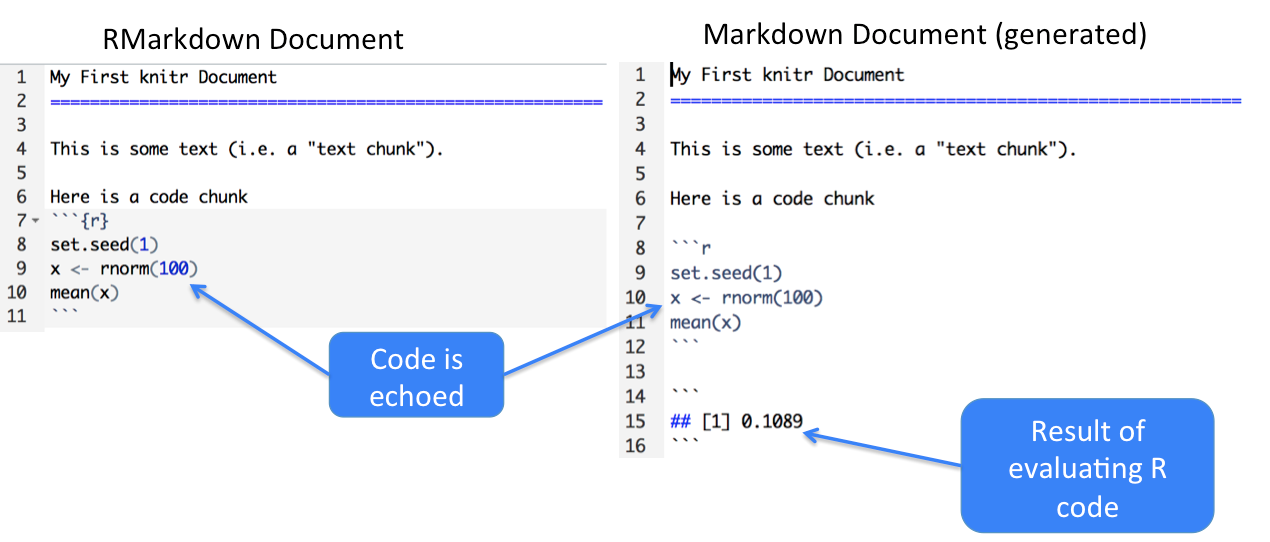 RMarkdown Document
1 My First knitr Document
2 ========================================================
3
4 This is some text (i.e. a "text chunk").
5
6 Here is a code chunk
7 ```{r}
8 set.seed(1)
9 x <- rnorm(100)
10 mean(x)
11 ```
Markdown Document (generated)
1 My First knitr Document
2 ========================================================
3
4 This is some text (i.e. a "text chunk").
5
6 Here is a code chunk
7
8 ```r
9 set.seed(1)
10 x <- rnorm(100)
11 mean(x)
12 ```
13
14 ```
15 ## [1] 0.1089
16 ```
Code is
echoed
Result of
evaluating R
code